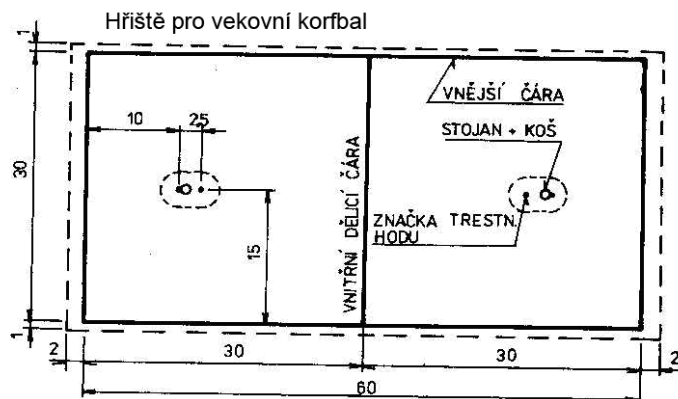 Hřiště pro vekovní korfbal
1
VNĚJŠÍ ČÁRA
10
25
STOJAN + KOŠ
30
VNITŘNÍ DĚLICÍ ČÁRA
15
ZNAČKA TRESTN.
HODU
1
2
30
30
2
60